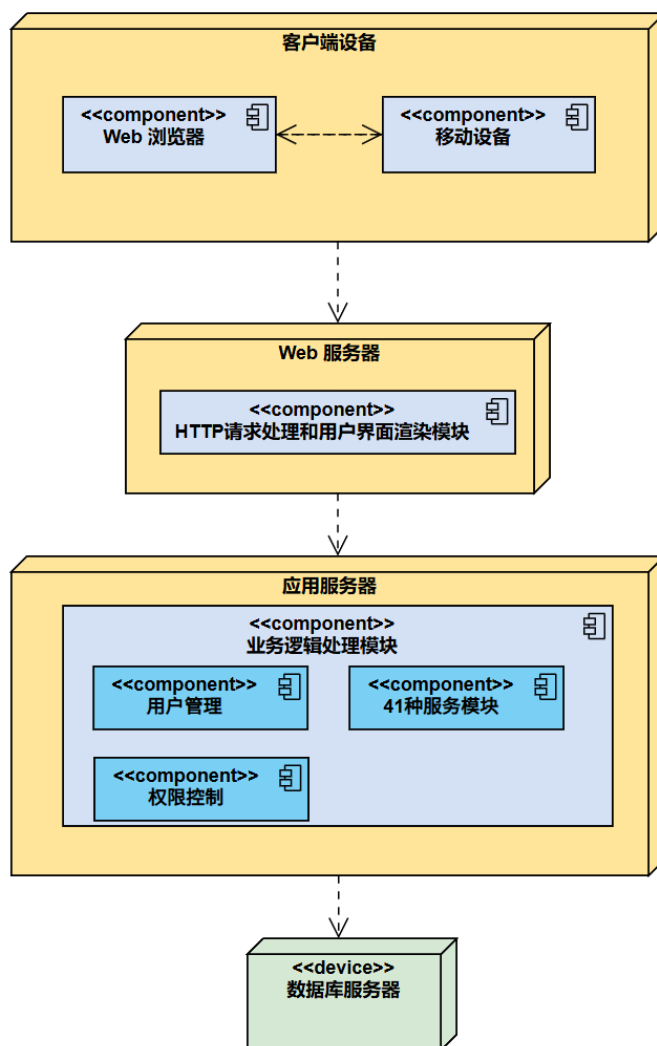 客户端设备
<<component>>
Web 浏览器
<<component>>
移动设备
Web 服务器
<<component>>
HTTP请求处理和用户界面渲染模块
应用服务器
<<component>>
业务逻辑处理模块
<<component>>
用户管理
<<component>>
41种服务模块
<<component>>
权限控制
<<device>>
数据库服务器